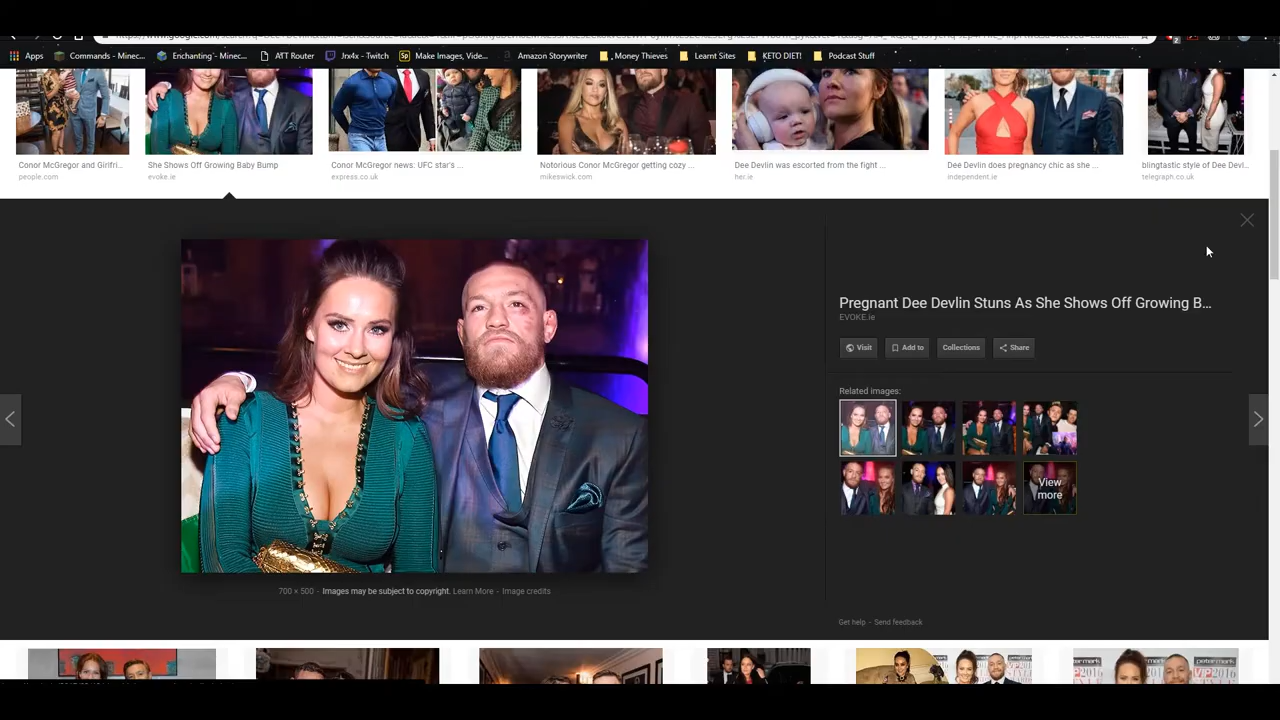 Apps Commands - Minec... Enchanting - Minec... ATT Router Jrx4x - Twitch Make Images, Vide... Amazon Storywriter Money Thieves Learnt Sites KETO DIET! Podcast Stuff
Conor McGregor and Girlfri... She Shows Off Growing Baby Bump Conor McGregor news: UFC star's ... Notorious Conor McGregor getting cozy ... Dee Devlin was escorted from the fight ... Dee Devlin does pregnancy chic as she ... blingtastic style of Dee Devl...
people.com evoke.ie express.co.uk mikeswick.com her.ie independent.ie telegraph.co.uk
Pregnant Dee Devlin Stuns As She Shows Off Growing B...
EVOKE.ie
Visit Add to Collections Share
Related images:
View
more
700 × 500 - Images may be subject to copyright. Learn More - Image credits
Get help - Send feedback